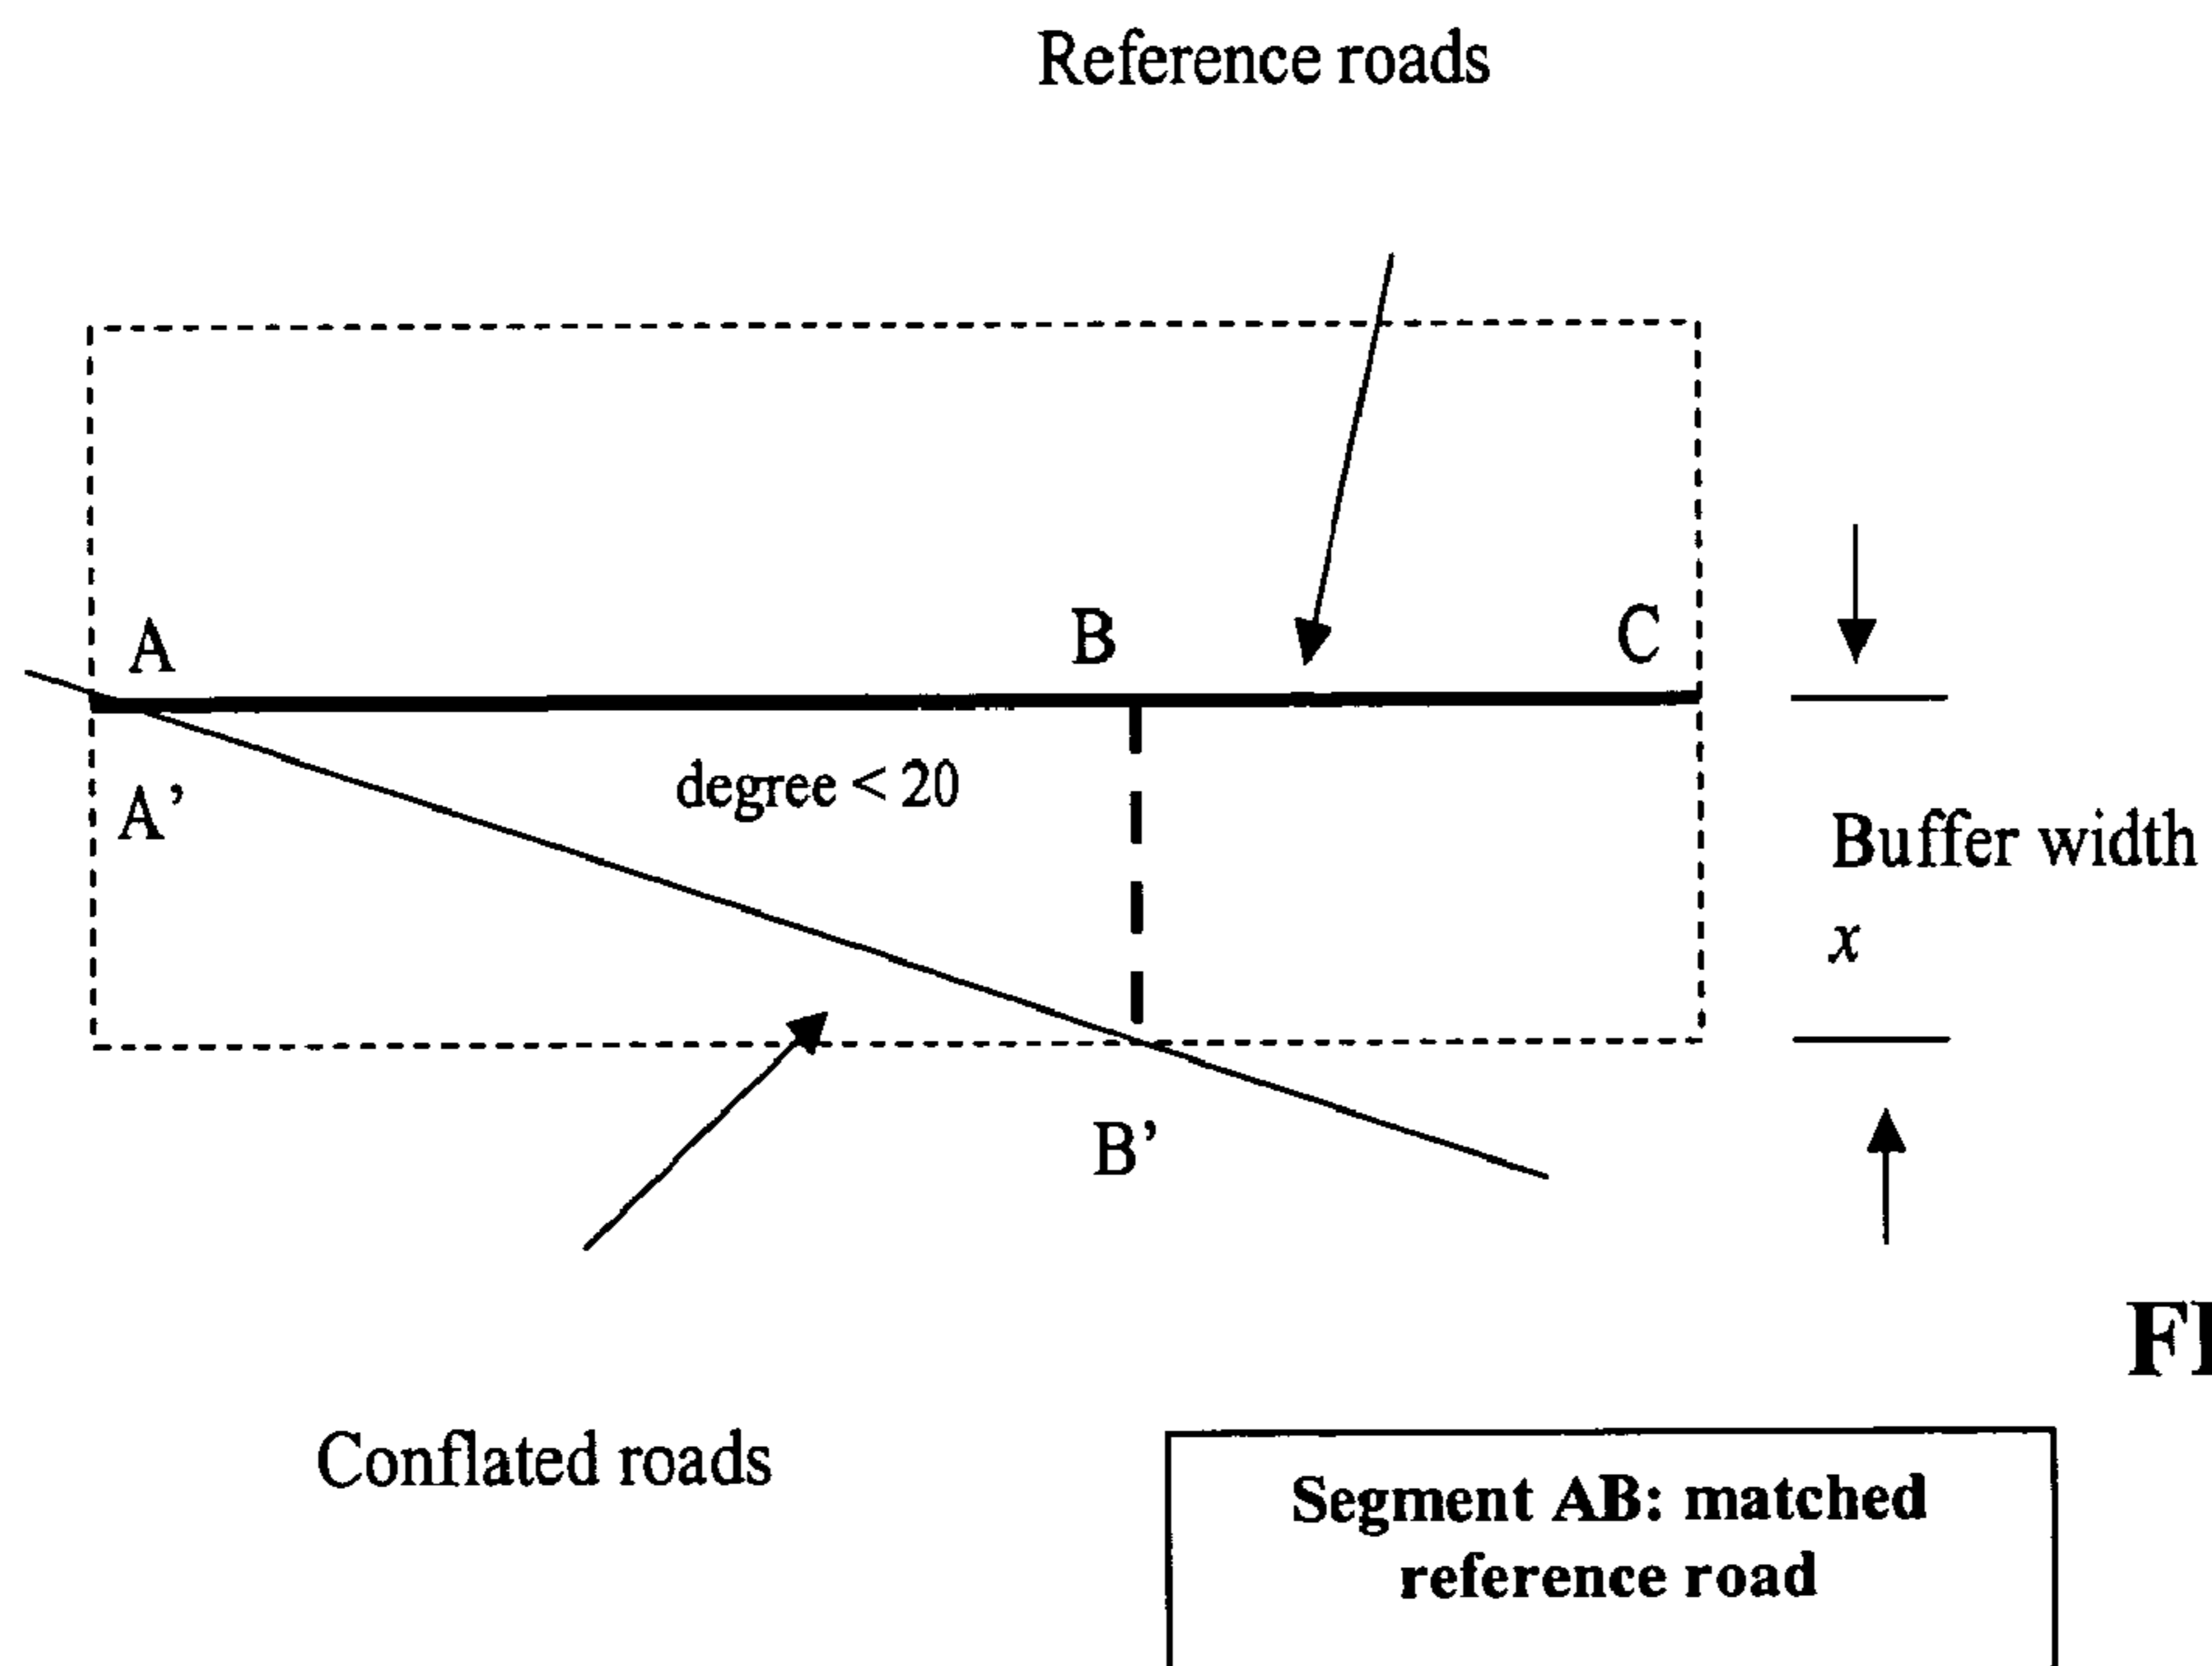 Reference roads
A
B
C
degree < 20
A’
Buffer width
x
B’
Conflated roads
Segment AB: matched
reference road